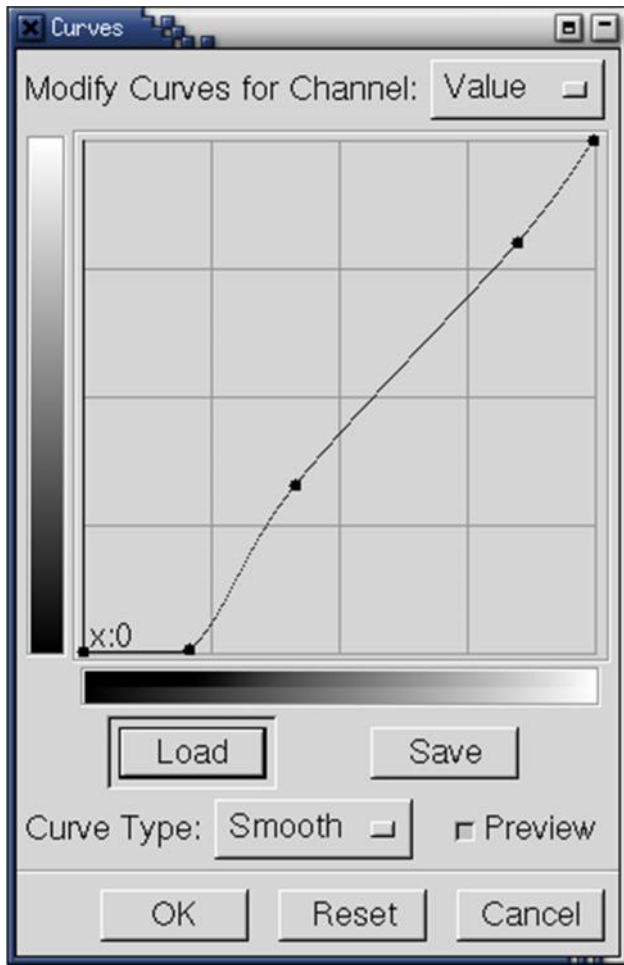 Curves
Modify Curves for Channel: Value
x:0
Load Save
Curve Type: Smooth Preview
OK Reset Cancel